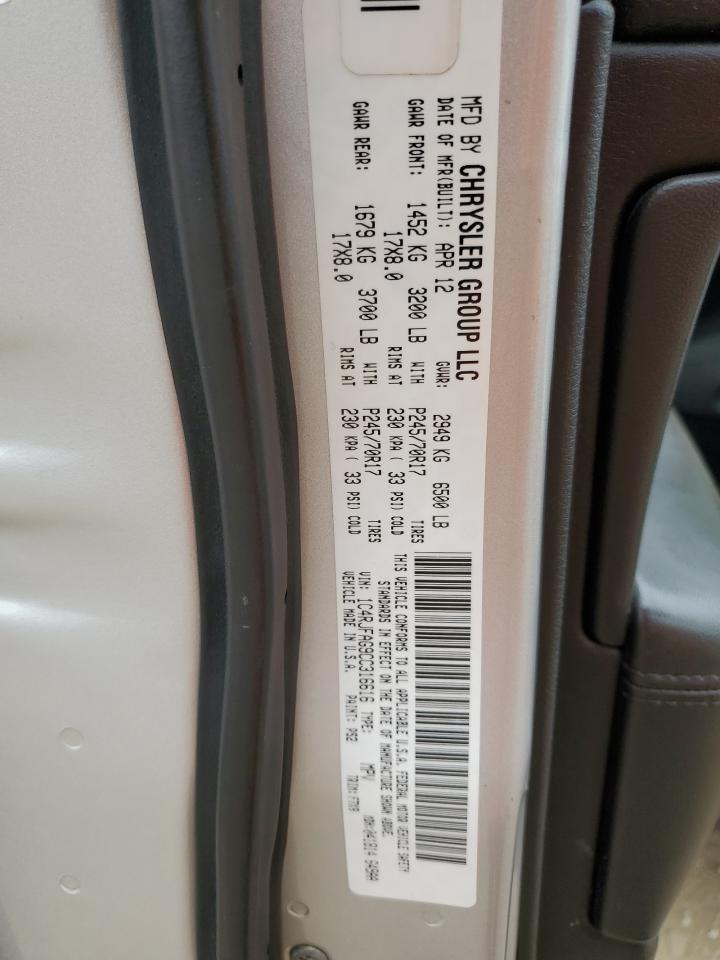 MFD BY CHRYSLER GROUP LLC
DATE OF MFR(BUILT): APR 12 GVWR: 2949 KG 6500 LB
GAWR FRONT: 1452 KG 3200 LB WITH P245/70R17 TIRES
17X8.0 RIMS AT 230 KPA ( 33 PSI) COLD
GAWR REAR: 1679 KG 3700 LB WITH P245/70R17 TIRES
17X8.0 RIMS AT 230 KPA ( 33 PSI) COLD
THIS VEHICLE CONFORMS TO ALL APPLICABLE U.S.A. FEDERAL MOTOR VEHICLE SAFETY
STANDARDS IN EFFECT ON THE DATE OF MANUFACTURE SHOWN ABOVE.
VIN: 1C4RJFAG9CC316616 TYPE: MPV
VEHICLE MADE IN U.S.A. PAINT: PS2